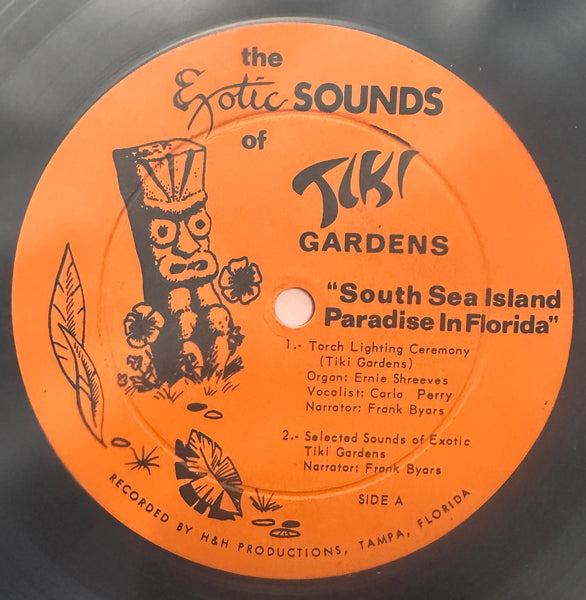 the
Exotic SOUNDS
of
TIKI
GARDENS
"South Sea Island
Paradise In Florida"
1.- Torch Lighting Ceremony
(Tiki Gardens)
Organ: Ernie Shreeves
Vocalist: Carla Perry
Narrator: Frank Byars
2.- Selected Sounds of Exotic
Tiki Gardens
Narrator: Frank Byars
SIDE A
RECORDED BY H&H PRODUCTIONS, TAMPA, FLORIDA